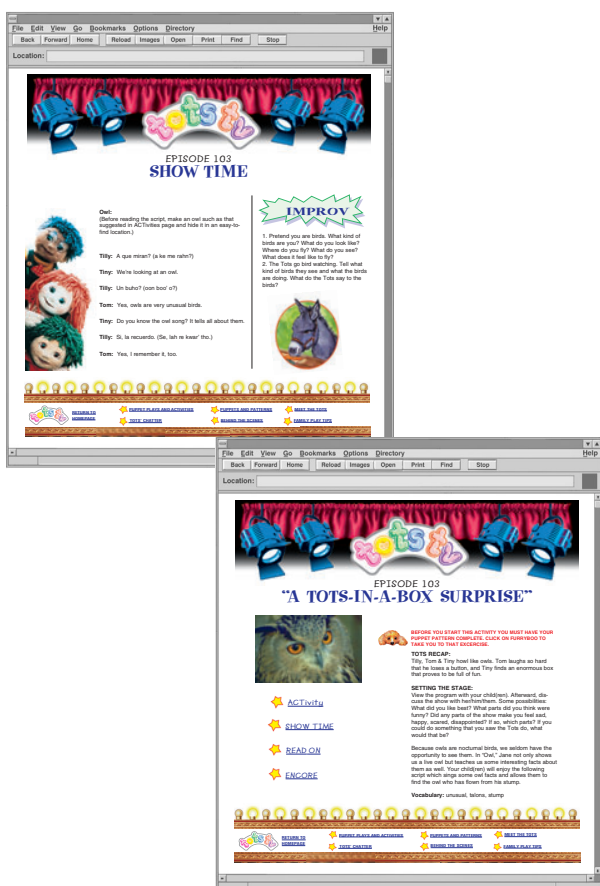 File Edit View Go Bookmarks Options Directory Help
Back Forward Home Reload Images Open Print Find Stop
Location:
tots tv
EPISODE 103
SHOW TIME
Owl:
(Before reading the script, make an owl such as that
suggested in ACTivities page and hide it in an easy-to-
find location.)
Tilly: A que miran? (a ke me rahn?)
Tiny: We're looking at an owl.
Tilly: Un buho? (oon boo' o?)
Tom: Yes, owls are very unusual birds.
Tiny: Do you know the owl song? It tells all about them.
Tilly: Si, la recuerdo. (Se, lah re kwar' tho.)
Tom: Yes, I remember it, too.
IMPROV
1. Pretend you are birds. What kind of
birds are you? What do you look like?
Where do you fly? What do you see?
What does it feel like to fly?
2. The Tots go bird watching. Tell what
kind of birds they see and what the birds
are doing. What do the Tots say to the
birds?
tots tv
RETURN TO
HOMEPAGE
PUPPET PLAYS AND ACTIVITIES
PUPPETS AND PATTERNS
MEET THE TOTS
TOTS' CHATTER
BEHIND THE SCENES
FAMILY PLAY TIPS
File Edit View Go Bookmarks Options Directory Help
Back Forward Home Reload Images Open Print Find Stop
Location:
tots tv
EPISODE 103
"A TOTS-IN-A-BOX SURPRISE"
ACTivity
SHOW TIME
READ ON
ENCORE
BEFORE YOU START THIS ACTIVITY YOU MUST HAVE YOUR
PUPPET PATTERN COMPLETE. CLICK ON FURRYBOO TO
TAKE YOU TO THAT EXCERCISE.
TOTS RECAP:
Tilly, Tom & Tiny howl like owls. Tom laughs so hard
that he loses a button, and Tiny finds an enormous box
that proves to be full of fun.
SETTING THE STAGE:
View the program with your child(ren). Afterward, dis-
cuss the show with her/him/them. Some possibilities:
What did you like best? What parts did you think were
funny? Did any parts of the show make you feel sad,
happy, scared, disappointed? If so, which parts? If you
could do something that you saw the Tots do, what
would that be?
Because owls are nocturnal birds, we seldom have the
opportunity to see them. In "Owl," Jane not only shows
us a live owl but teaches us some interesting facts about
them as well. Your child(ren) will enjoy the following
script which sings some owl facts and allows them to
find the owl who has flown from his stump.
Vocabulary: unusual, talons, stump
tots tv
RETURN TO
HOMEPAGE
PUPPET PLAYS AND ACTIVITIES
PUPPETS AND PATTERNS
MEET THE TOTS
TOTS' CHATTER
BEHIND THE SCENES
FAMILY PLAY TIPS